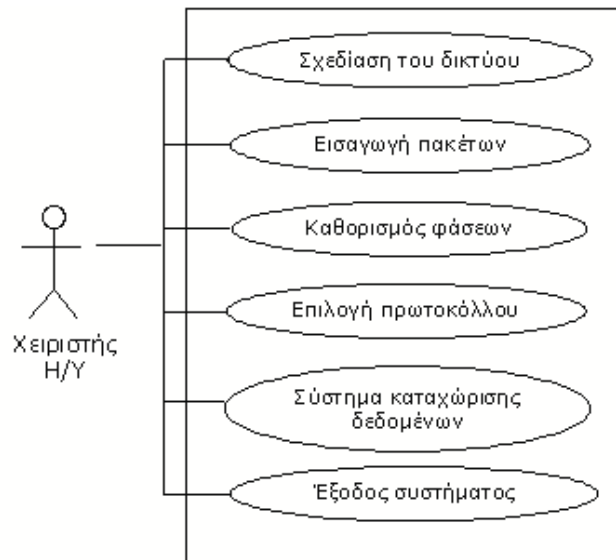 Σχεδίαση του δικτύου
Εισαγωγή πακέτων
Καθορισμός φάσεων
Επιλογή πρωτοκόλλου
Χειριστής
Η/Υ
Σύστημα καταχώρισης
δεδομένων
Έξοδος συστήματος